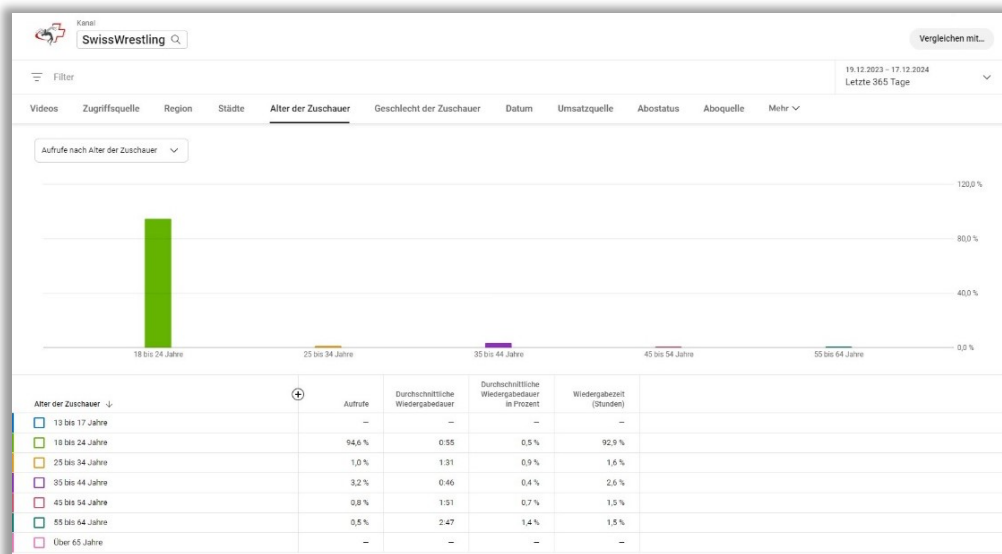 Kanal
SwissWrestling
Vergleichen mit...
Filter
19.12.2023 – 17.12.2024
Letzte 365 Tage
Videos Zugriffsquelle Region Städte Alter der Zuschauer Geschlecht der Zuschauer Datum Umsatzquelle Abostatus Aboquelle Mehr
Aufrufe nach Alter der Zuschauer
120,0 %
80,0 %
40,0 %
0,0 %
18 bis 24 Jahre 25 bis 34 Jahre 35 bis 44 Jahre 45 bis 54 Jahre 55 bis 64 Jahre
Alter der Zuschauer ↓ Aufrufe Durchschnittliche Wiedergabedauer Durchschnittliche Wiedergabedauer in Prozent Wiedergabezeit (Stunden)
13 bis 17 Jahre – – – –
18 bis 24 Jahre 94,6 % 0:55 0,5 % 92,9 %
25 bis 34 Jahre 1,0 % 1:31 0,9 % 1,6 %
35 bis 44 Jahre 3,2 % 0:46 0,4 % 2,6 %
45 bis 54 Jahre 0,8 % 1:51 0,7 % 1,5 %
55 bis 64 Jahre 0,5 % 2:47 1,4 % 1,5 %
Über 65 Jahre – – – –